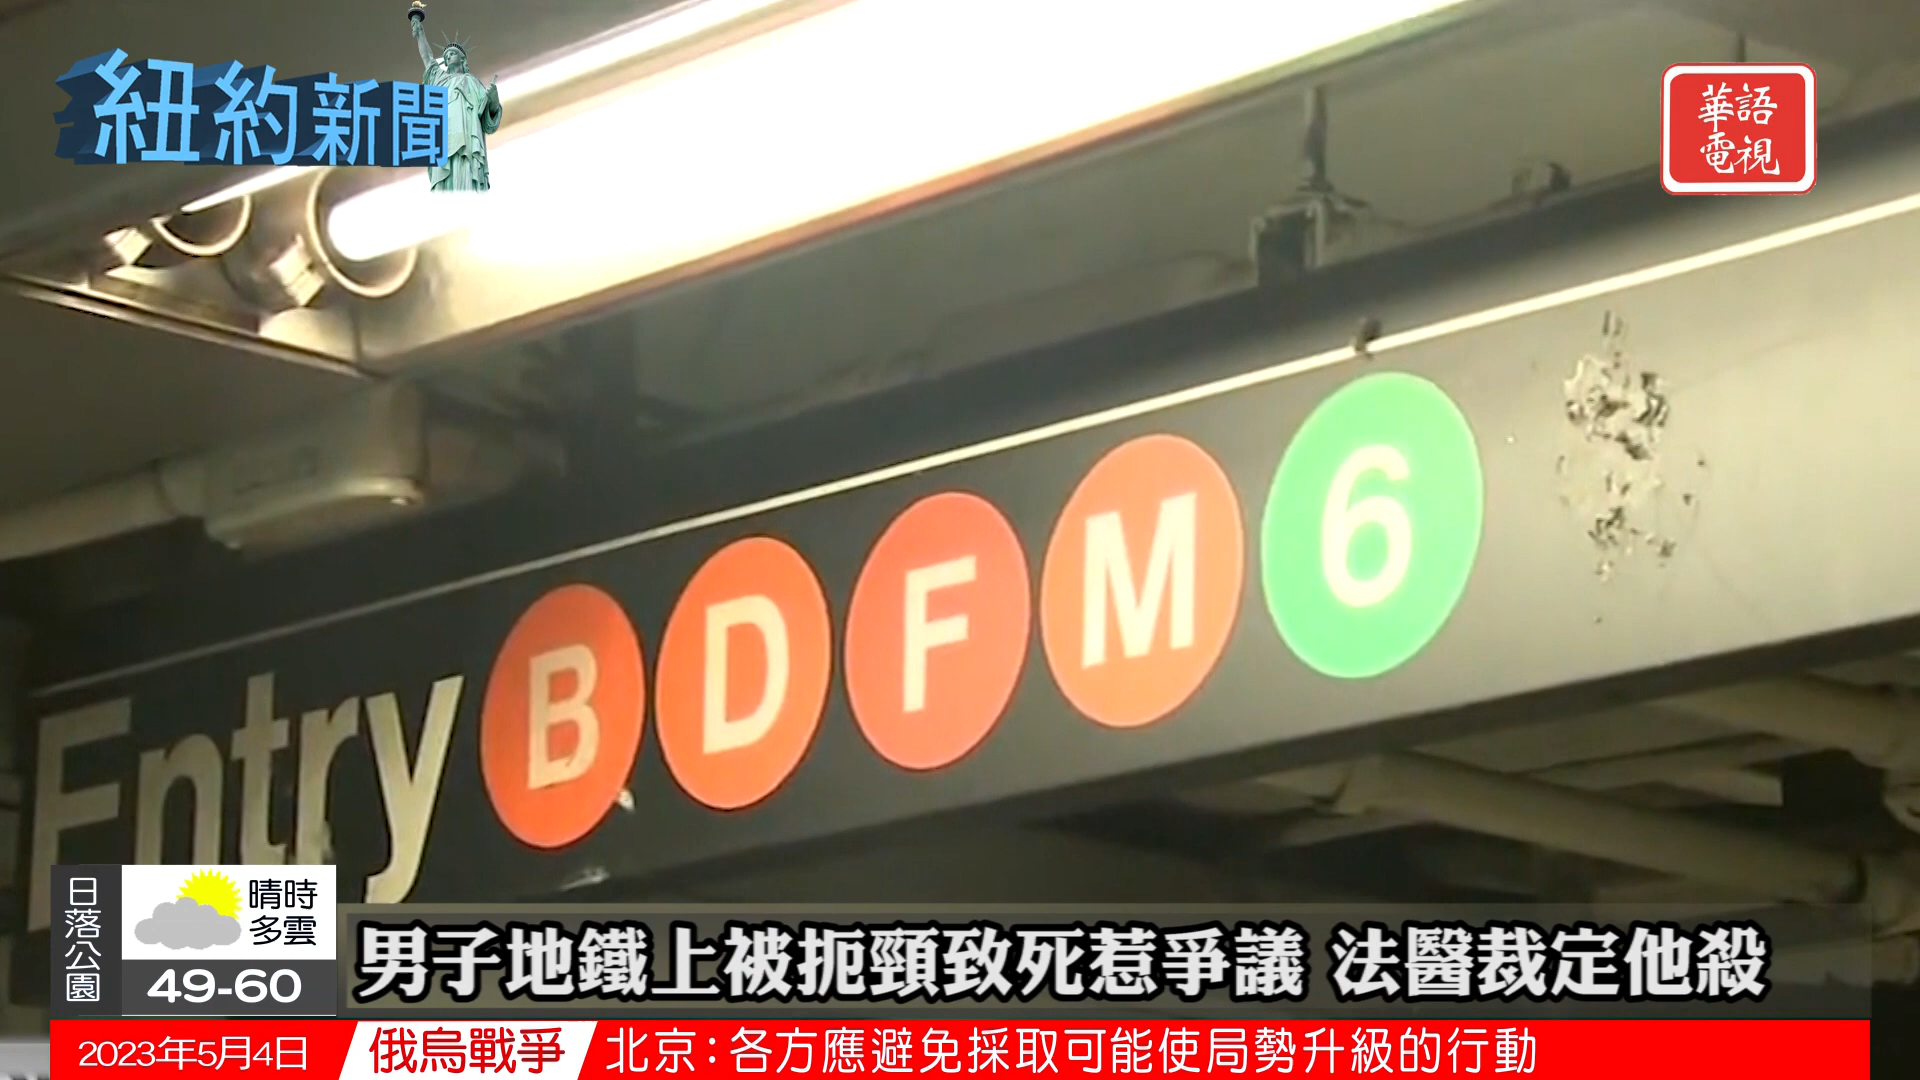 紐約新聞
華語
電視
Entry B D F M 6
日落公園
晴時
多雲
49-60
男子地鐵上被扼頸致死惹爭議 法醫裁定他殺
2023年5月4日 俄烏戰爭 北京：各方應避免採取可能使局勢升級的行動